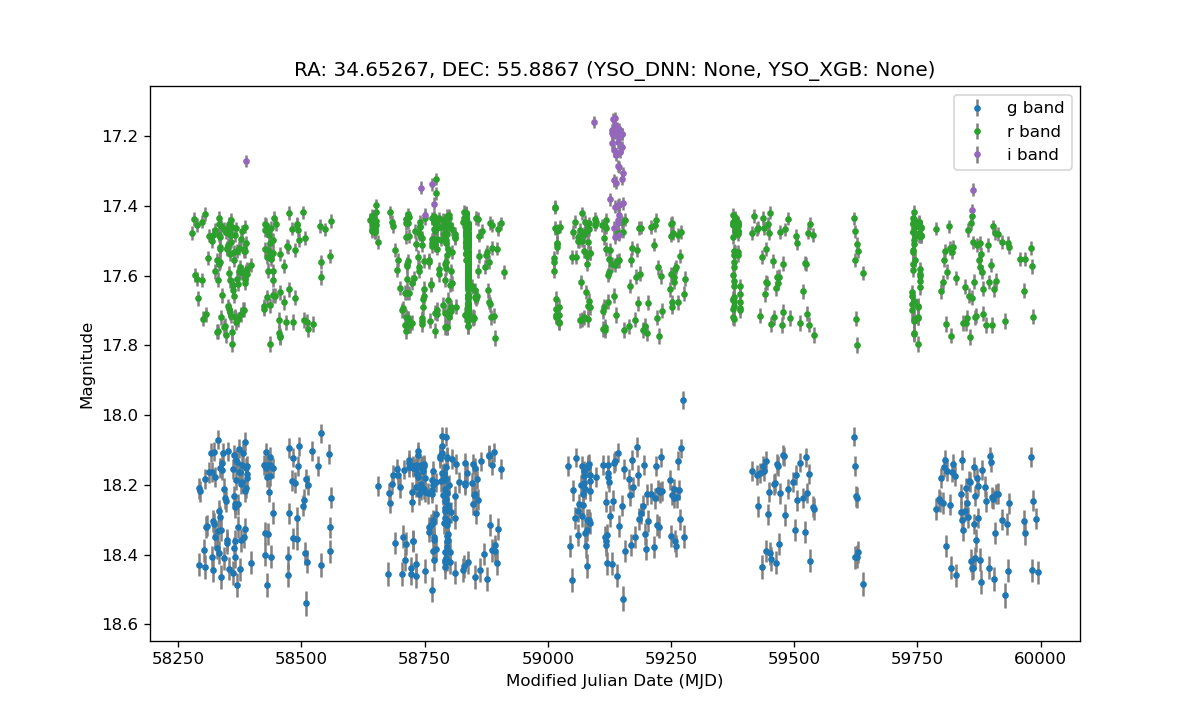 RA: 34.65267, DEC: 55.8867 (YSO_DNN: None, YSO_XGB: None)
g band
r band
i band
17.2
17.4
17.6
17.8
18.0
18.2
18.4
18.6
Magnitude
58250 58500 58750 59000 59250 59500 59750 60000
Modified Julian Date (MJD)